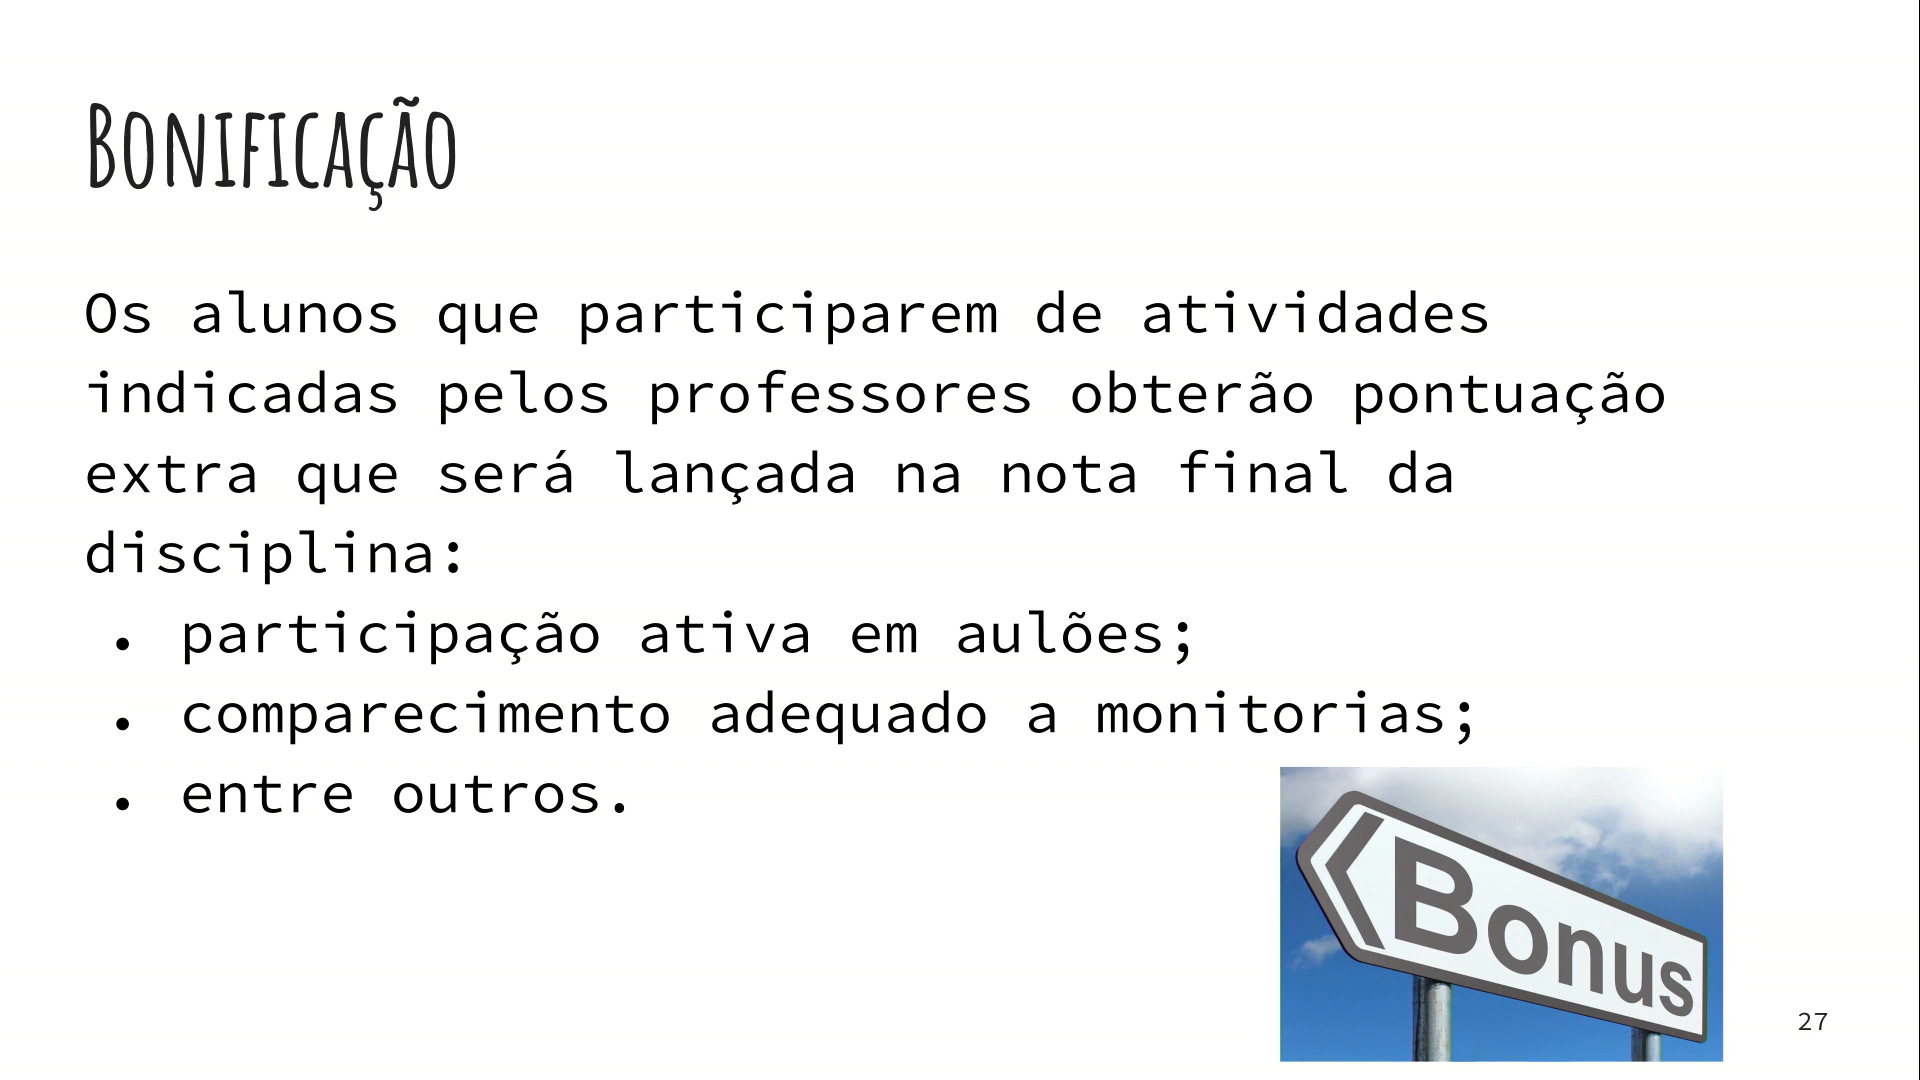 Bonificação
Os alunos que participarem de atividades
indicadas pelos professores obterão pontuação
extra que será lançada na nota final da
disciplina:
• participação ativa em aulões;
• comparecimento adequado a monitorias;
• entre outros.
Bonus
27